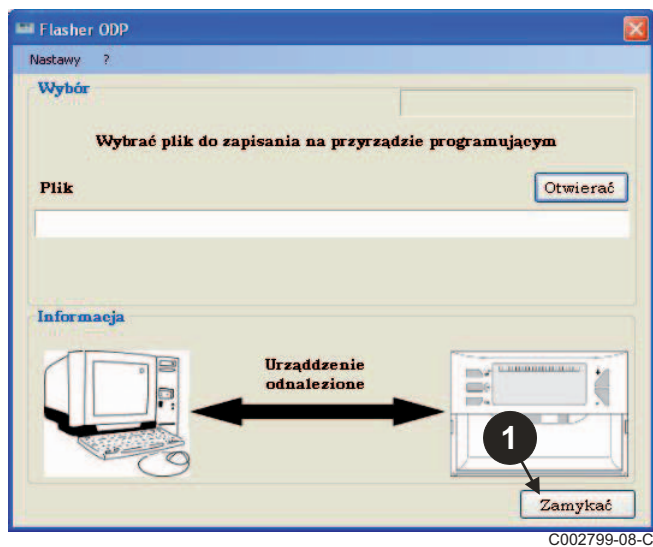 Flasher ODP
Nastawy ?
Wybór
Wybrać plik do zapisania na przyrządzie programującym
Plik
Otwierać
Informacja
Urząddzenie
odnalezione
1
Zamykać
C002799-08-C